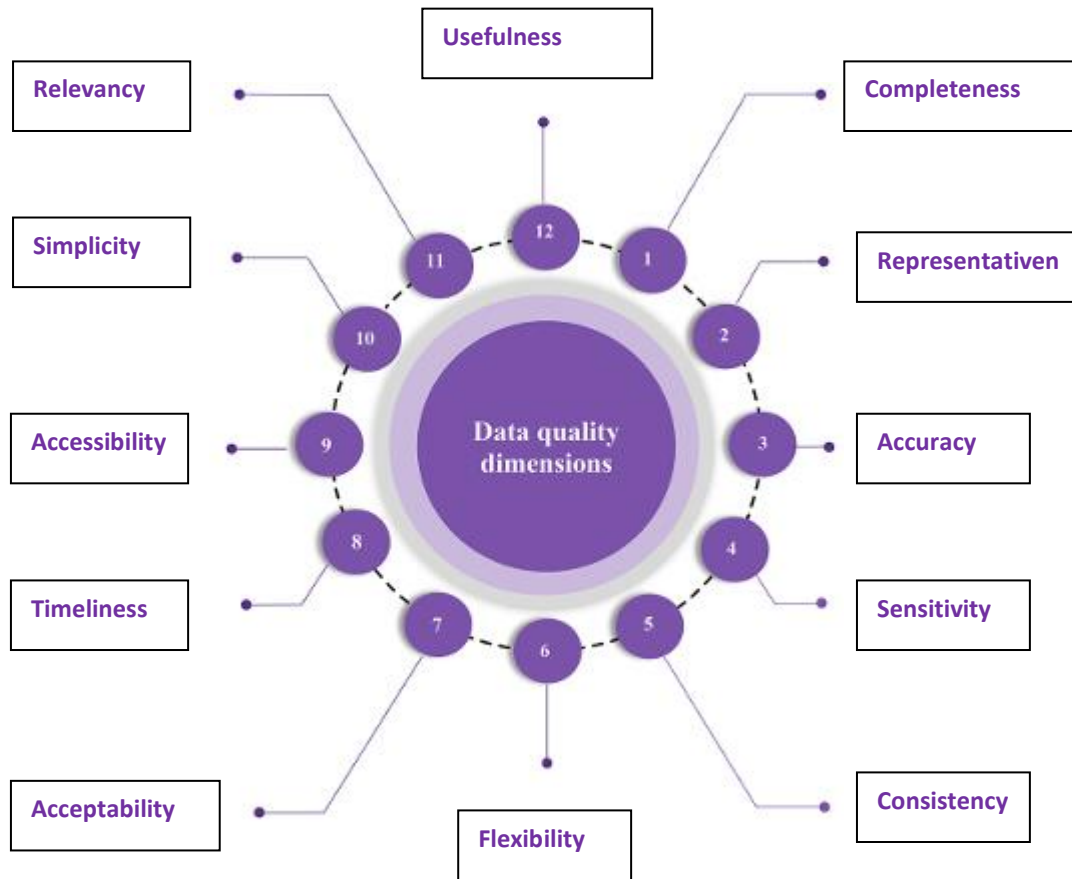 Usefulness
Relevancy
Completeness
Simplicity
Representativen
12
11
1
10
2
Accessibility
9
Data quality
dimensions
3
Accuracy
8
4
Timeliness
Sensitivity
7
5
6
Acceptability
Consistency
Flexibility